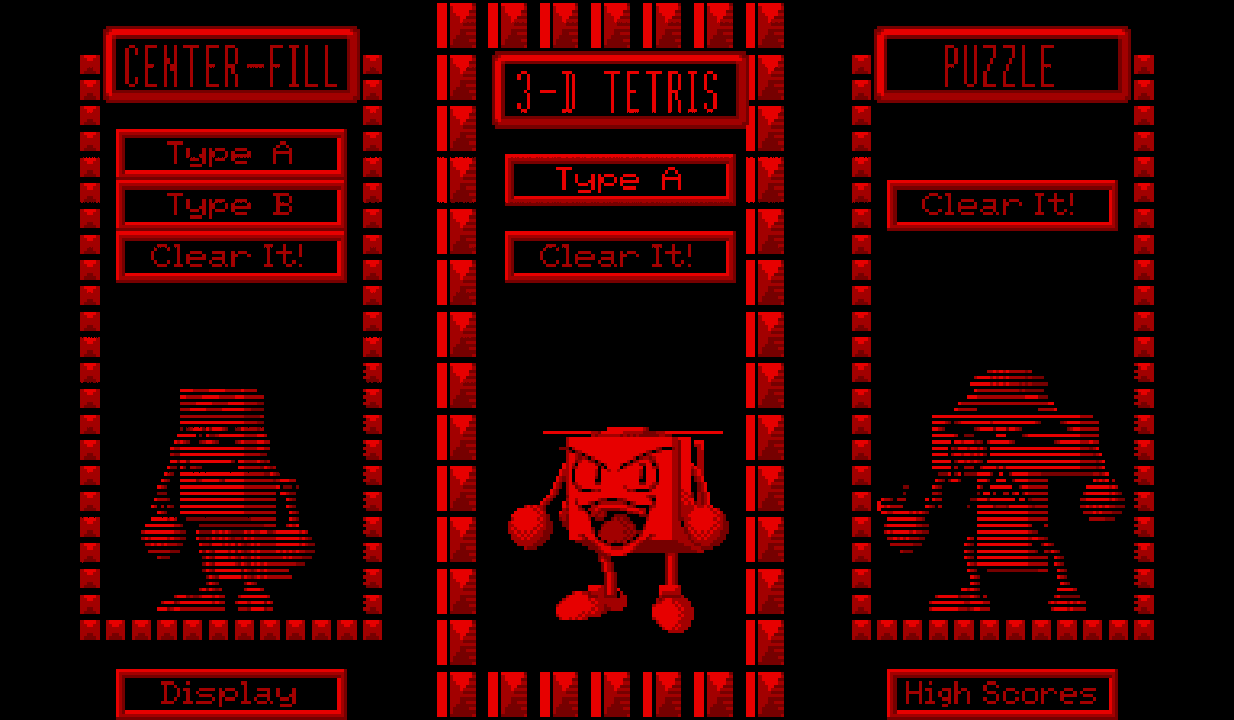 CENTER-FILL
Type A
Type B
Clear It!
Display
3-D TETRIS
Type A
Clear It!
PUZZLE
Clear It!
High Scores